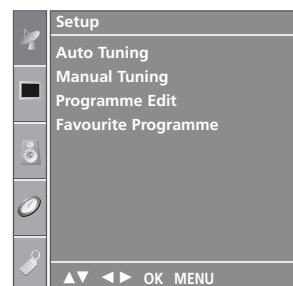 Setup
Auto Tuning
Manual Tuning
Programme Edit
Favourite Programme
▲▼ ◄► OK MENU